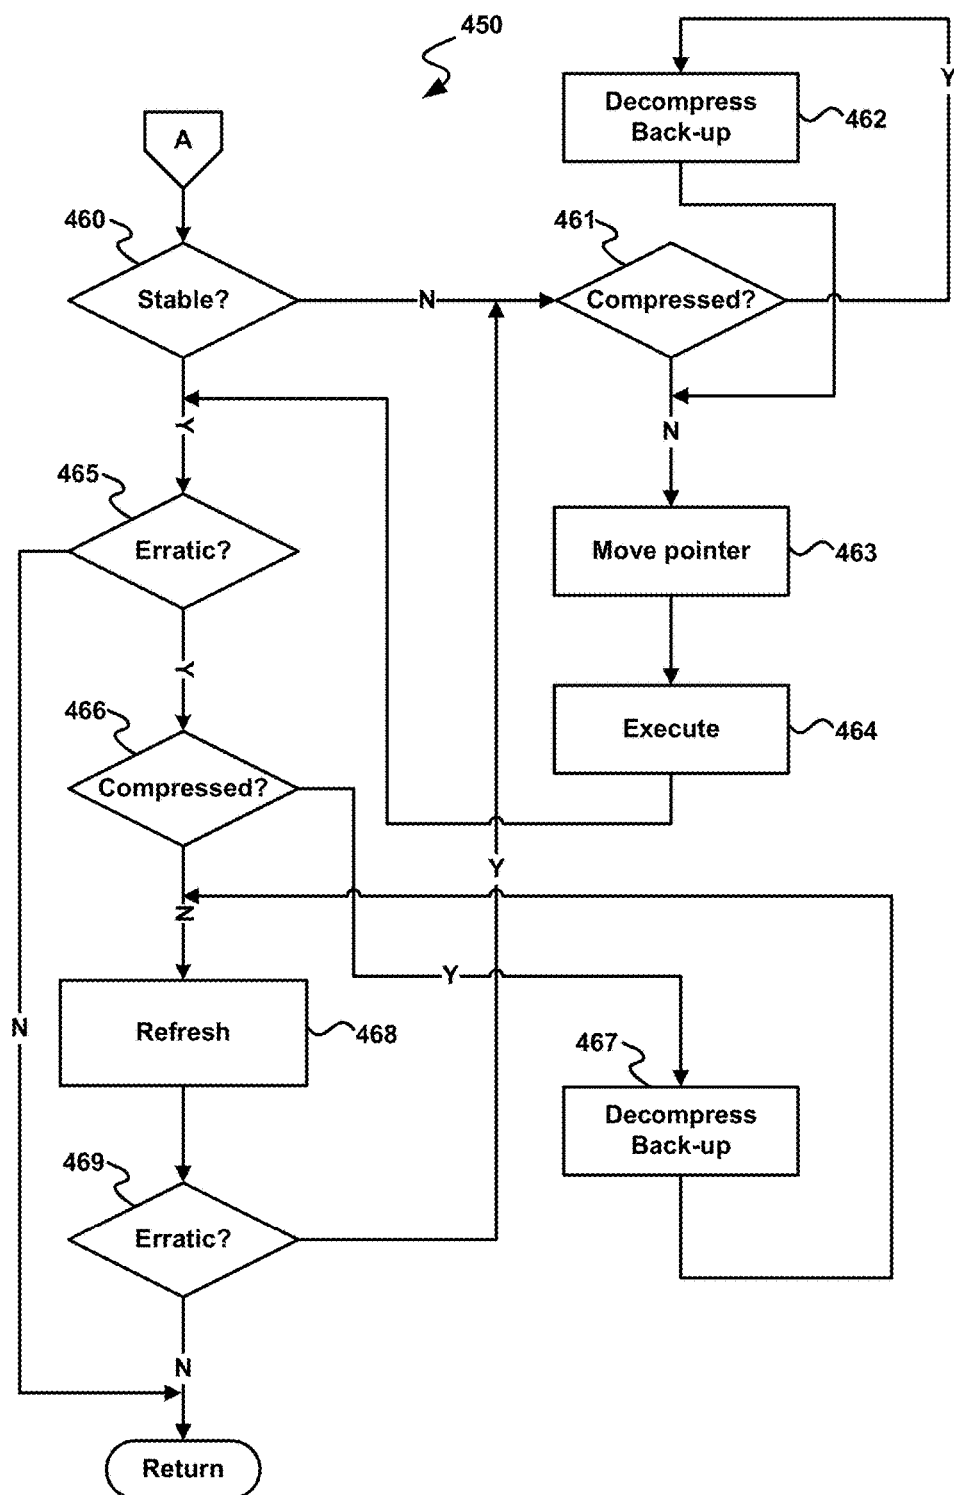 450
Y
Decompress
Back-up
462
A
460
461
Stable?
N
Compressed?
Y
N
465
Erratic?
Move pointer
463
Y
466
Execute
464
Compressed?
Y
N
Y
N
Refresh
468
467
Decompress
Back-up
469
Erratic?
N
Return